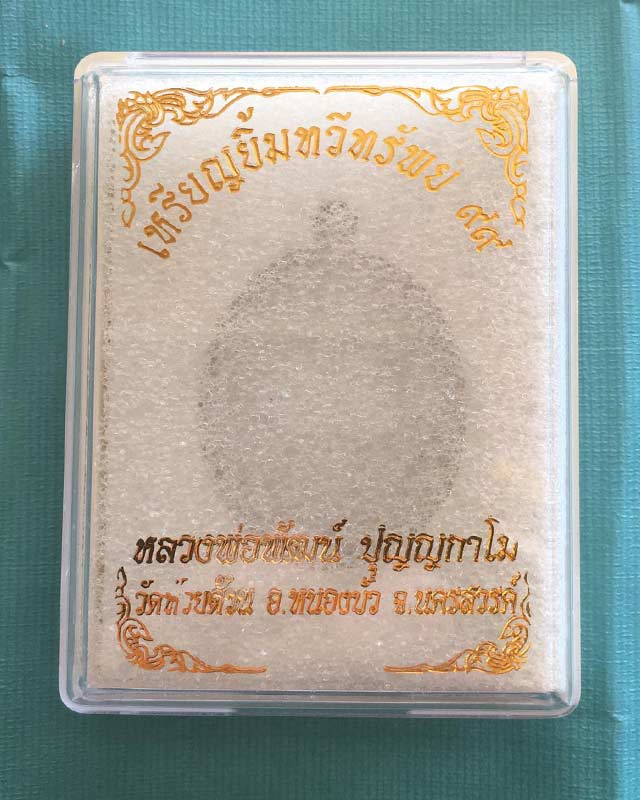 เหรียญยิ้มทวีทรัพย ๙๙
หลวงพ่อพัฒน์ ปุญญกาโม
วัดห้วยด้วน อ.หนองบัว จ.นครสวรค์